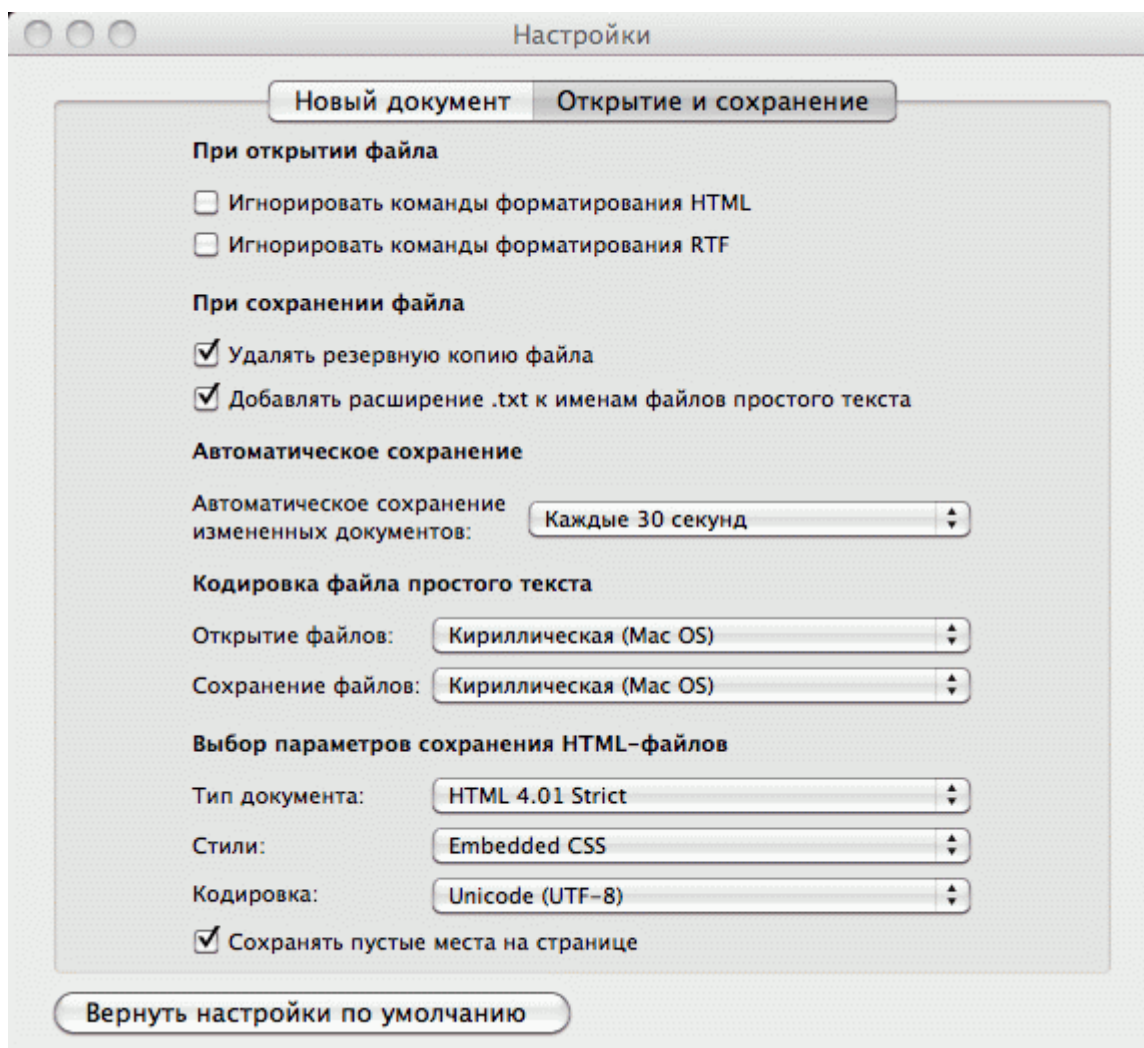 Настройки
Новый документ Открытие и сохранение
При открытии файла
Игнорировать команды форматирования HTML
Игнорировать команды форматирования RTF
При сохранении файла
Удалять резервную копию файла
Добавлять расширение .txt к именам файлов простого текста
Автоматическое сохранение
Автоматическое сохранение
измененных документов: Каждые 30 секунд
Кодировка файла простого текста
Открытие файлов: Кириллическая (Mac OS)
Сохранение файлов: Кириллическая (Mac OS)
Выбор параметров сохранения HTML-файлов
Тип документа: HTML 4.01 Strict
Стили: Embedded CSS
Кодировка: Unicode (UTF-8)
Сохранять пустые места на странице
Вернуть настройки по умолчанию